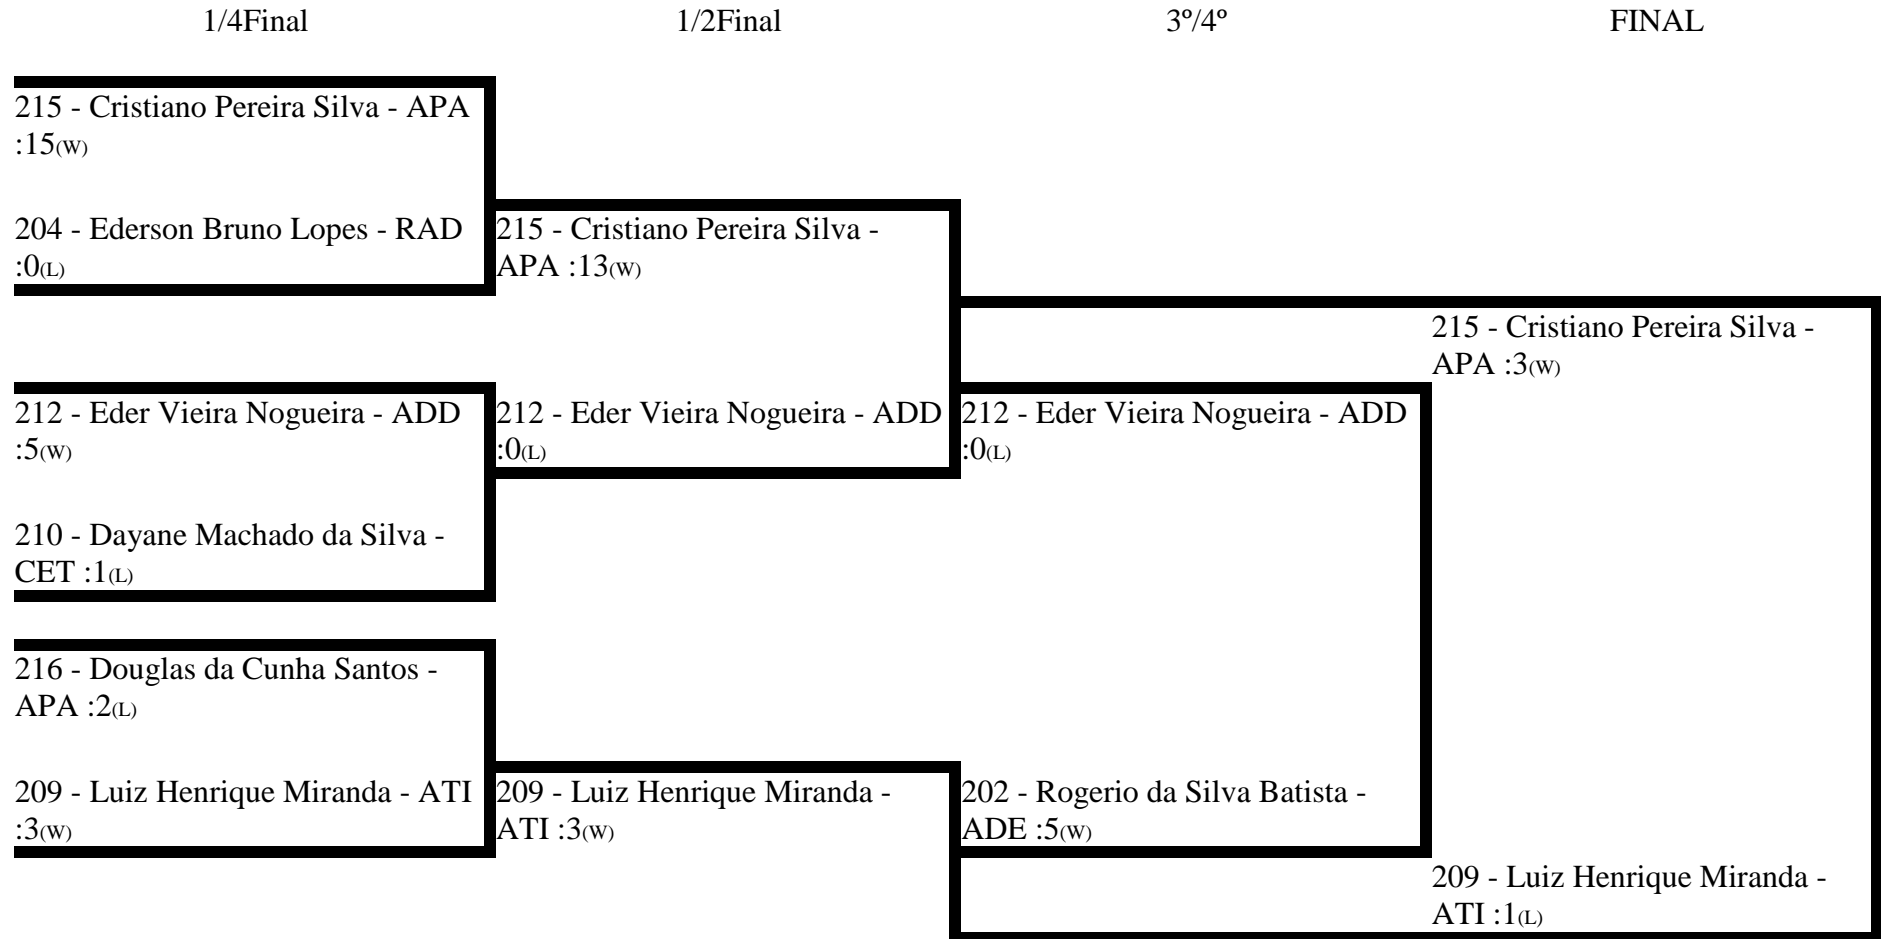 1/4Final
1/2Final
3º/4º
FINAL
215 - Cristiano Pereira Silva - APA
:15(W)
204 - Ederson Bruno Lopes - RAD
:0(L)
212 - Eder Vieira Nogueira - ADD
:5(W)
210 - Dayane Machado da Silva -
CET :1(L)
216 - Douglas da Cunha Santos -
APA :2(L)
209 - Luiz Henrique Miranda - ATI
:3(W)
215 - Cristiano Pereira Silva -
APA :13(W)
212 - Eder Vieira Nogueira - ADD
:0(L)
209 - Luiz Henrique Miranda -
ATI :3(W)
212 - Eder Vieira Nogueira - ADD
:0(L)
202 - Rogerio da Silva Batista -
ADE :5(W)
215 - Cristiano Pereira Silva -
APA :3(W)
209 - Luiz Henrique Miranda -
ATI :1(L)